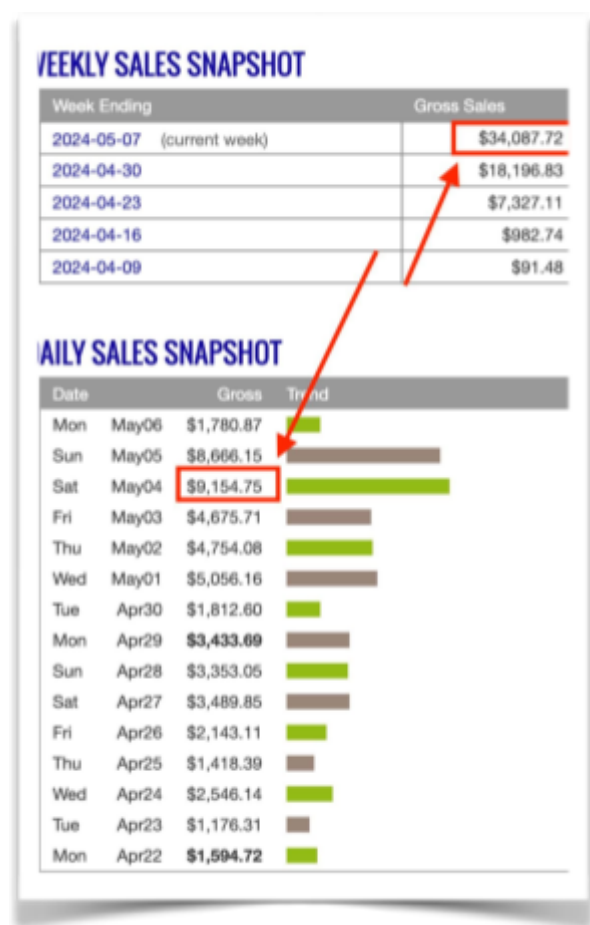 WEEKLY SALES SNAPSHOT
Week Ending Gross Sales
2024-05-07 (current week) $34,087.72
2024-04-30 $18,196.83
2024-04-23 $7,327.11
2024-04-16 $982.74
2024-04-09 $91.48
DAILY SALES SNAPSHOT
Date Gross Trend
Mon May06 $1,780.87
Sun May05 $8,666.15
Sat May04 $9,154.75
Fri May03 $4,675.71
Thu May02 $4,754.08
Wed May01 $5,056.16
Tue Apr30 $1,812.60
Mon Apr29 $3,433.69
Sun Apr28 $3,353.05
Sat Apr27 $3,489.85
Fri Apr26 $2,143.11
Thu Apr25 $1,418.39
Wed Apr24 $2,546.14
Tue Apr23 $1,176.31
Mon Apr22 $1,594.72